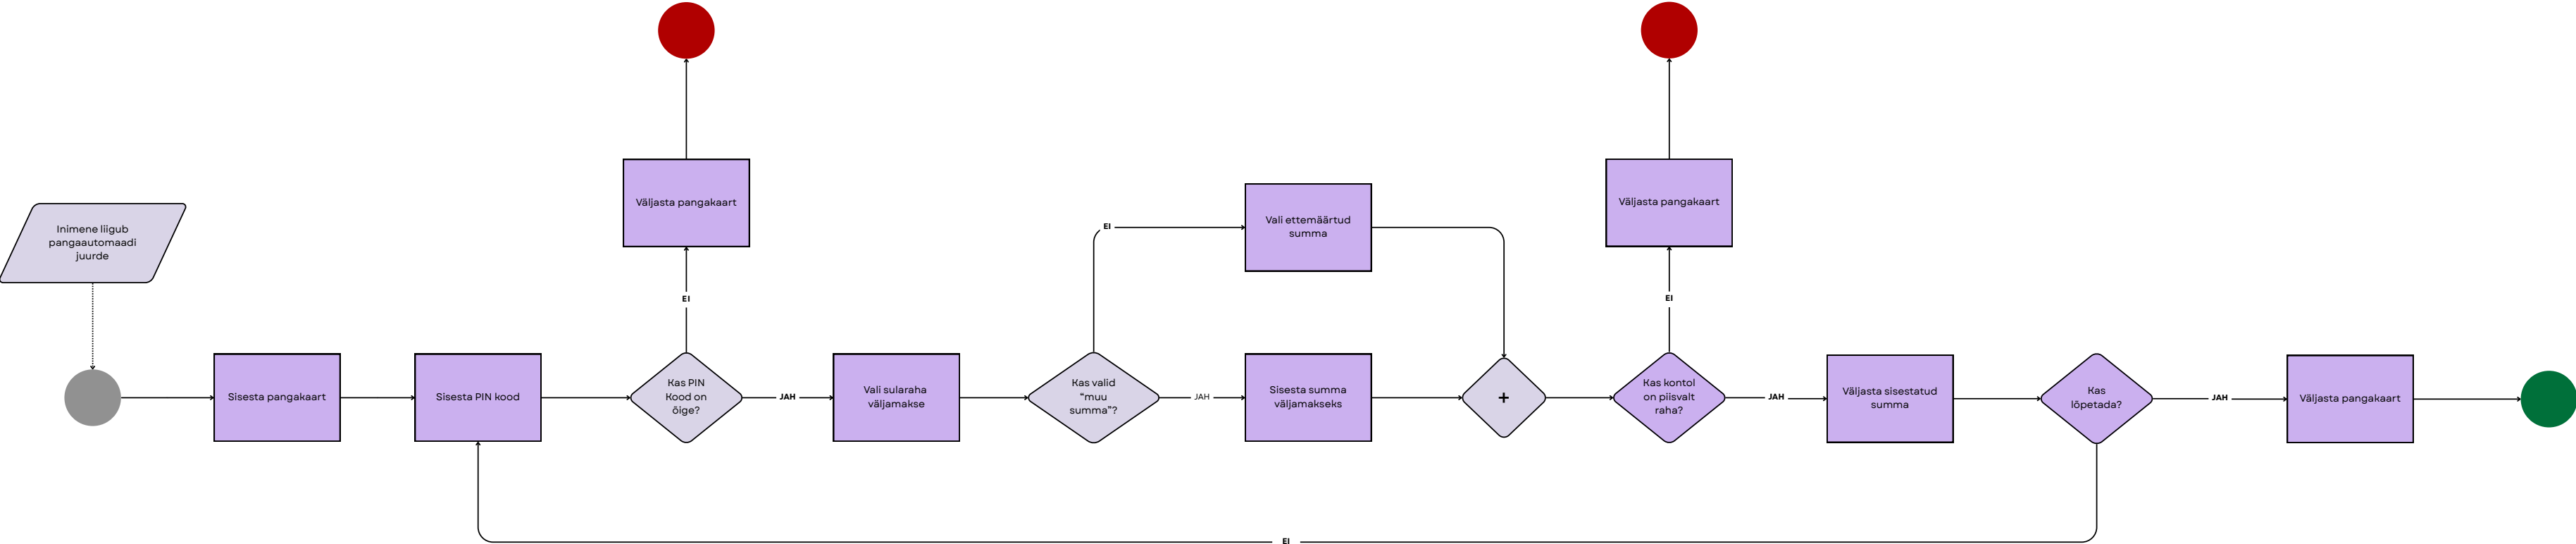 Inimene liigub
pangaautomaadi
juurde
Sisesta pangakaart
Sisesta PIN kood
Kas PIN
Kood on
õige?
EI
Väljasta pangakaart
JAH
Vali sularaha
väljamakse
Kas valid
“muu
summa”?
EI
Vali ettemäärtud
summa
JAH
Sisesta summa
väljamakseks
+
Kas kontol
on piisvalt
raha?
EI
Väljasta pangakaart
JAH
Väljasta sisestatud
summa
Kas
lõpetada?
JAH
Väljasta pangakaart
EI